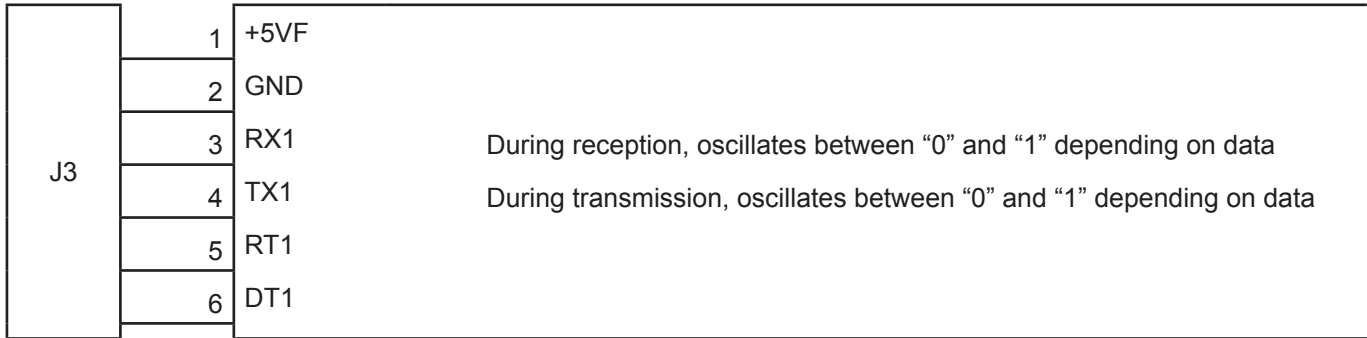 1 +5VF
2 GND
3 RX1 During reception, oscillates between “0” and “1” depending on data
J3
4 TX1 During transmission, oscillates between “0” and “1” depending on data
5 RT1
6 DT1